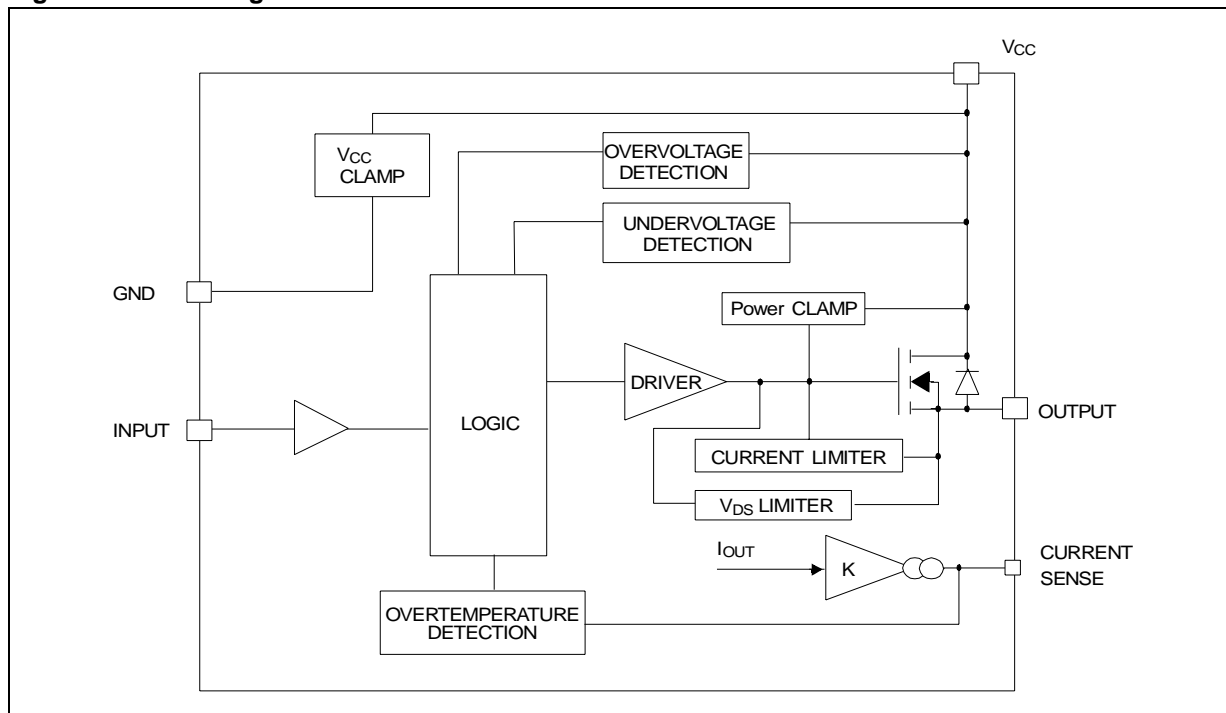 VCC
VCC
CLAMP
OVERVOLTAGE
DETECTION
UNDERVOLTAGE
DETECTION
GND
Power CLAMP
DRIVER
OUTPUT
INPUT
LOGIC
CURRENT LIMITER
VDS LIMITER
IOUT
K
CURRENT
SENSE
OVERTEMPERATURE
DETECTION